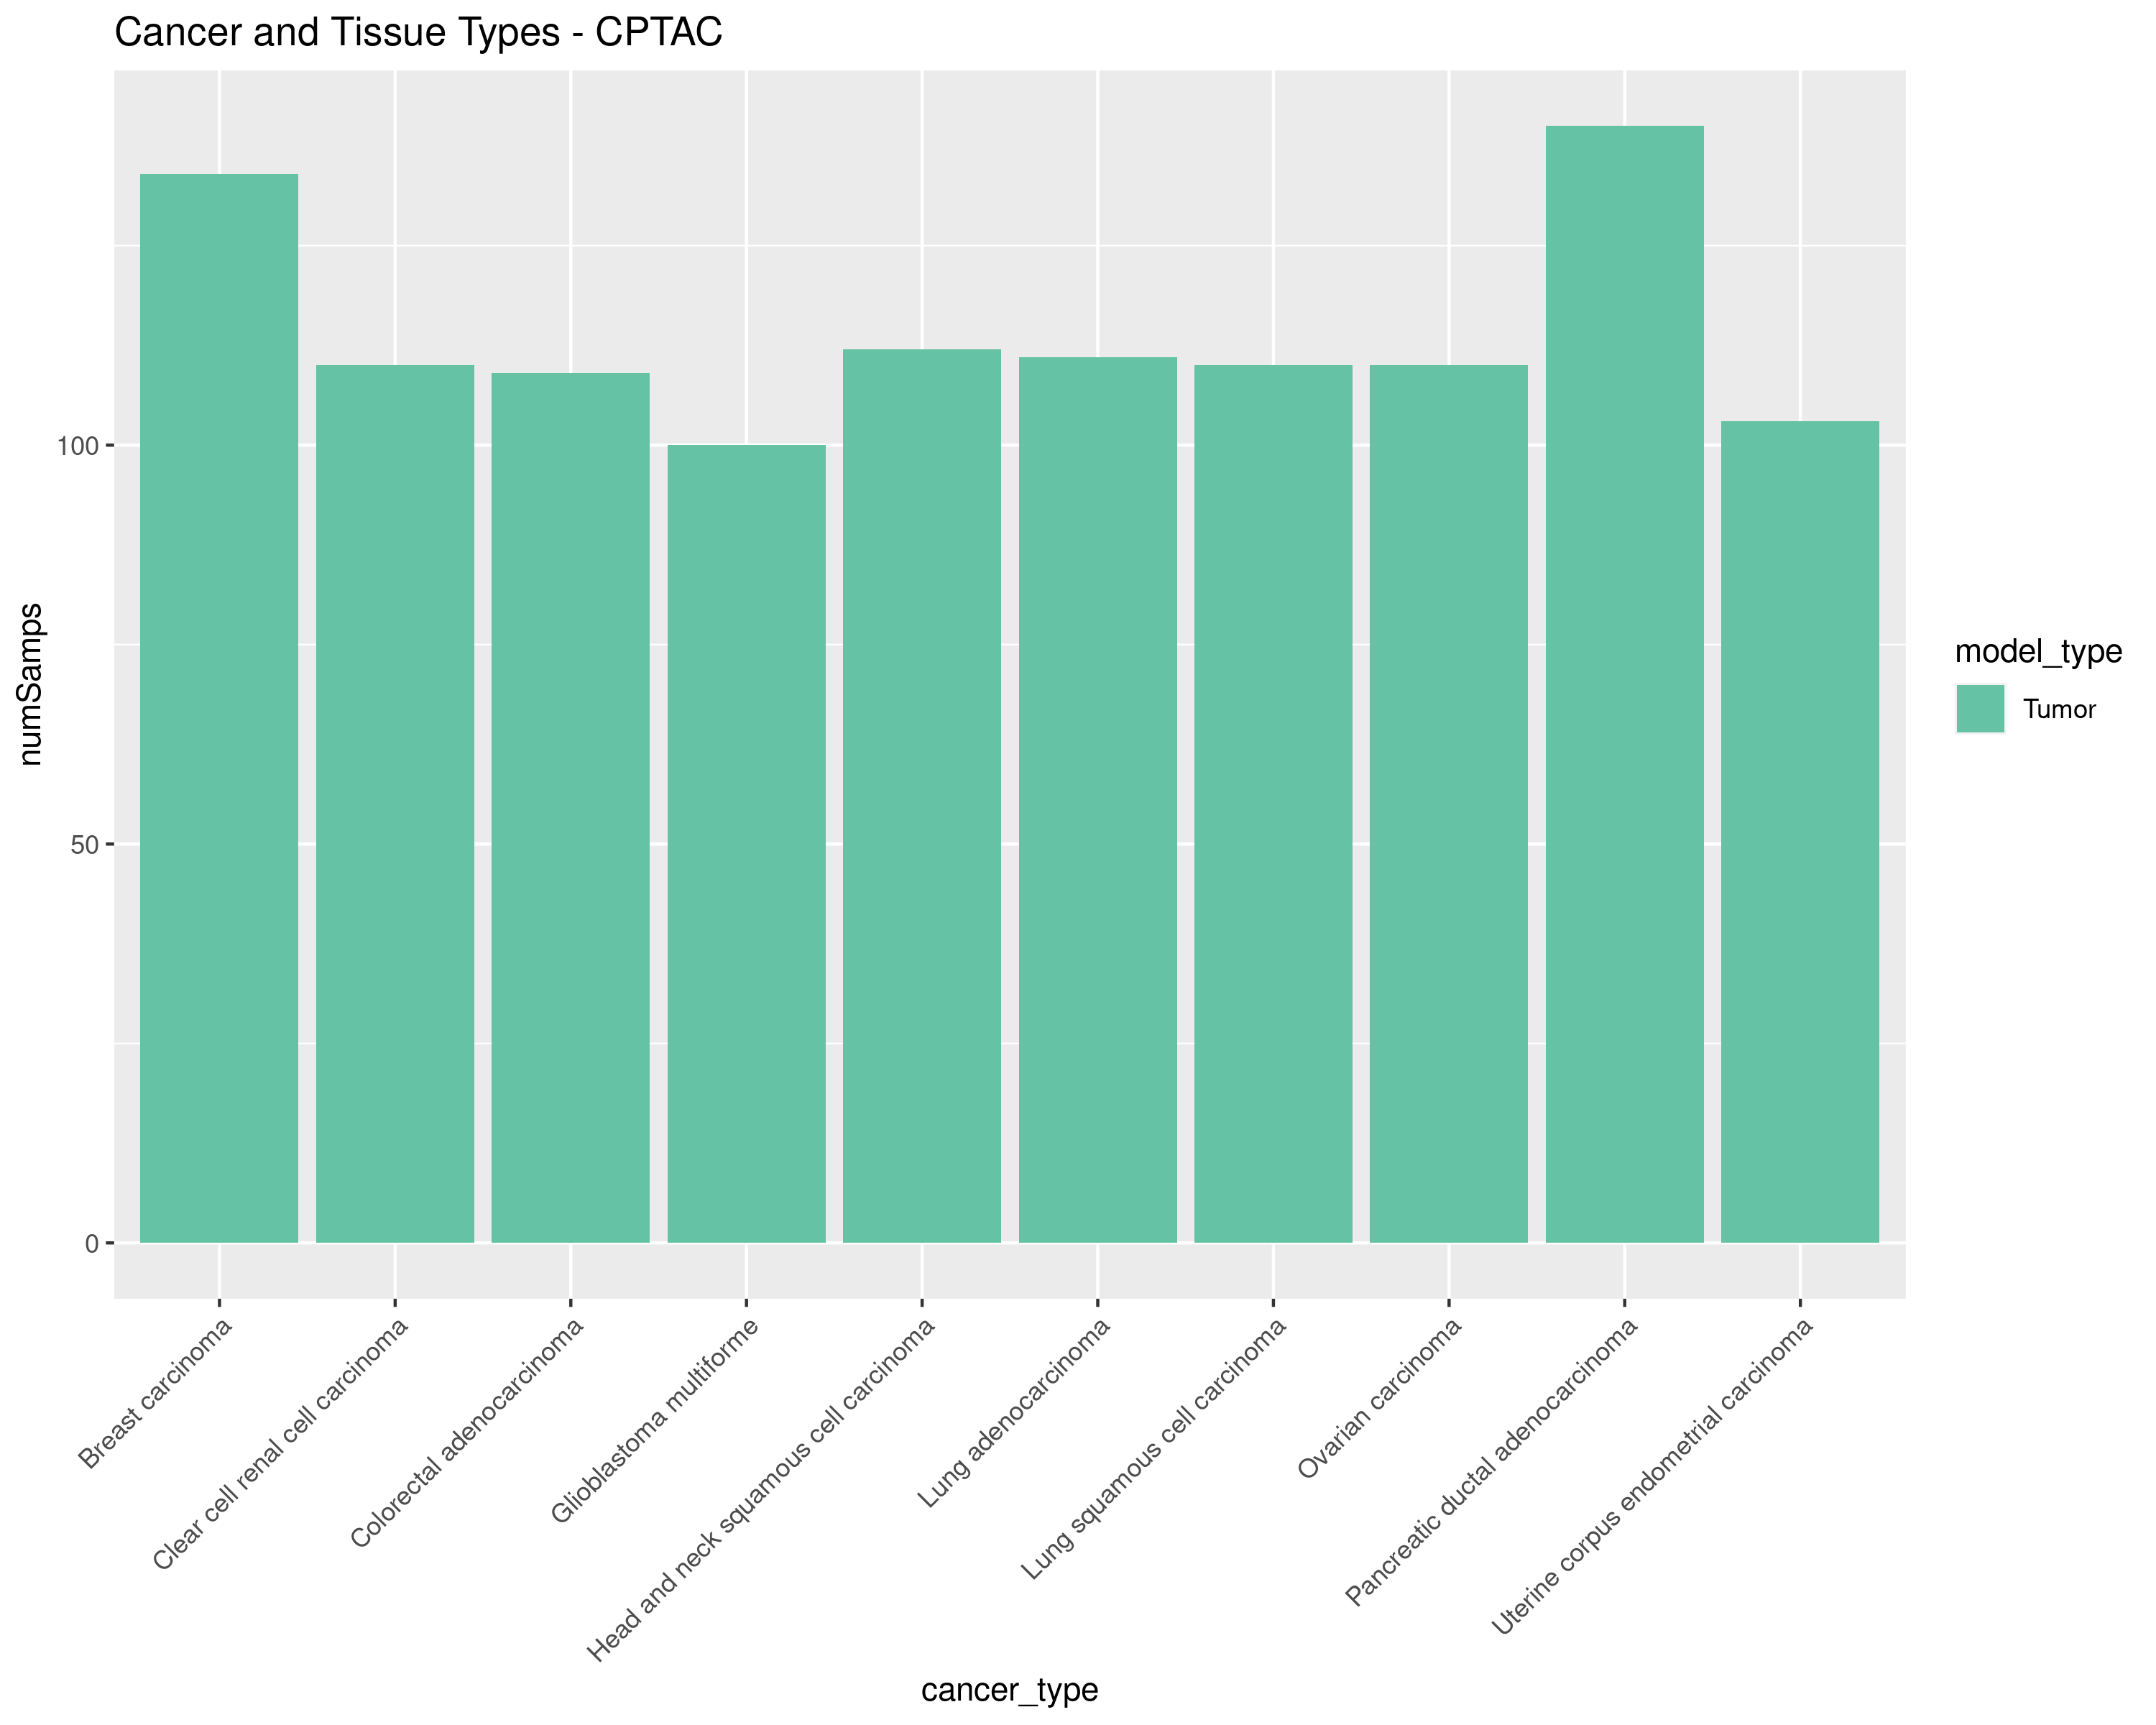 Cancer and Tissue Types - CPTAC
numSamps
100
50
0
Breast carcinoma
Clear cell renal cell carcinoma
Colorectal adenocarcinoma
Glioblastoma multiforme
Head and neck squamous cell carcinoma
Lung adenocarcinoma
Lung squamous cell carcinoma
Ovarian carcinoma
Pancreatic ductal adenocarcinoma
Uterine corpus endometrial carcinoma
cancer_type
model_type
Tumor